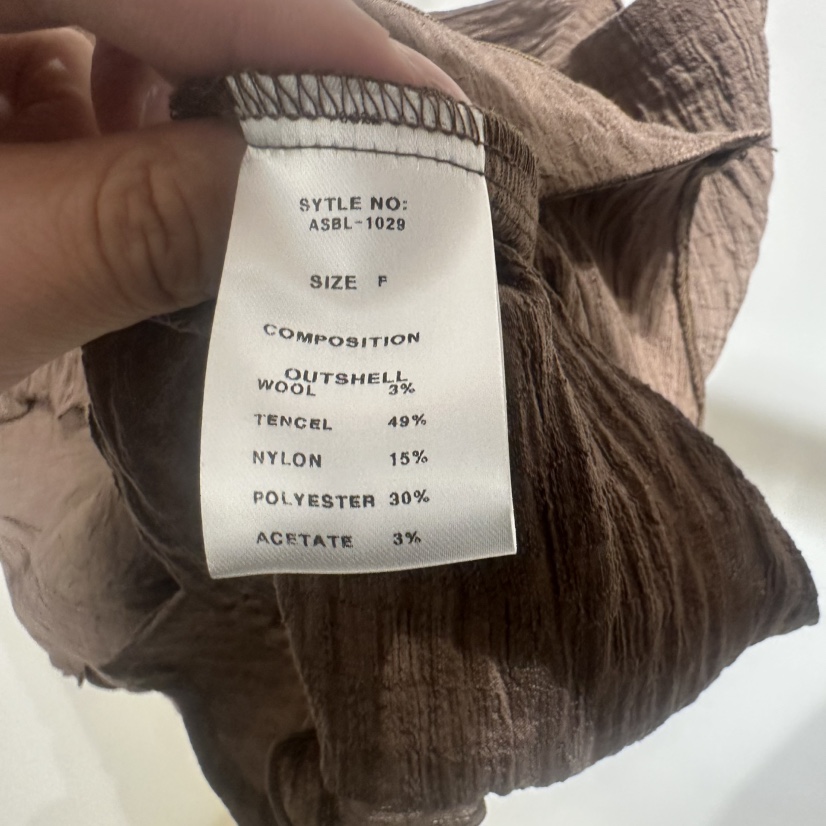 SYTLE NO:
ASBL-1029
SIZE F
COMPOSITION
OUTSHELL
WOOL 3%
TENCEL 49%
NYLON 15%
POLYESTER 30%
ACETATE 3%